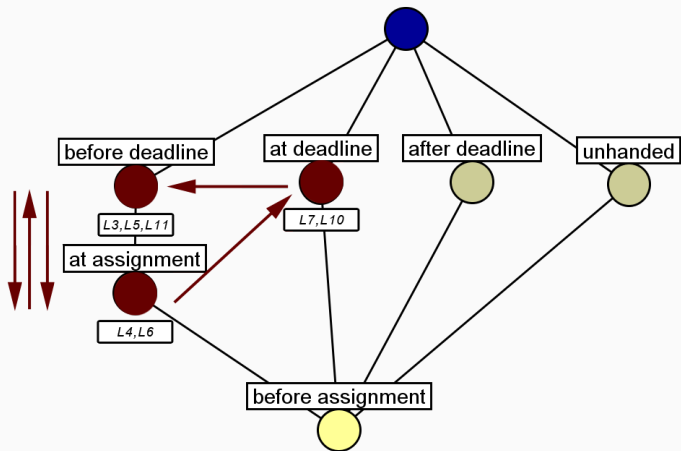 before deadline
at deadline
after deadline
unhanded
L3,L5,L11
L7,L10
at assignment
L4,L6
before assignment